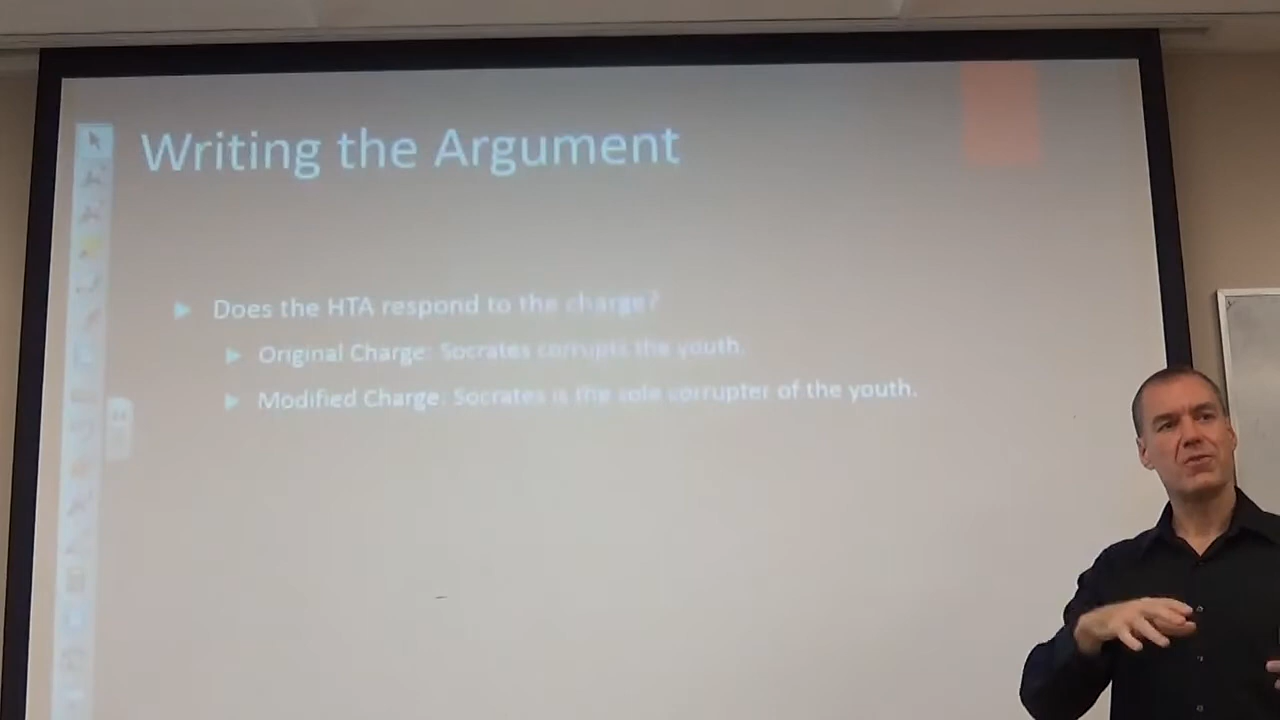 Writing the Argument
Does the HTA respond to the charge?
Original Charge: Socrates corrupts the youth.
Modified Charge: Socrates is the sole corrupter of the youth.